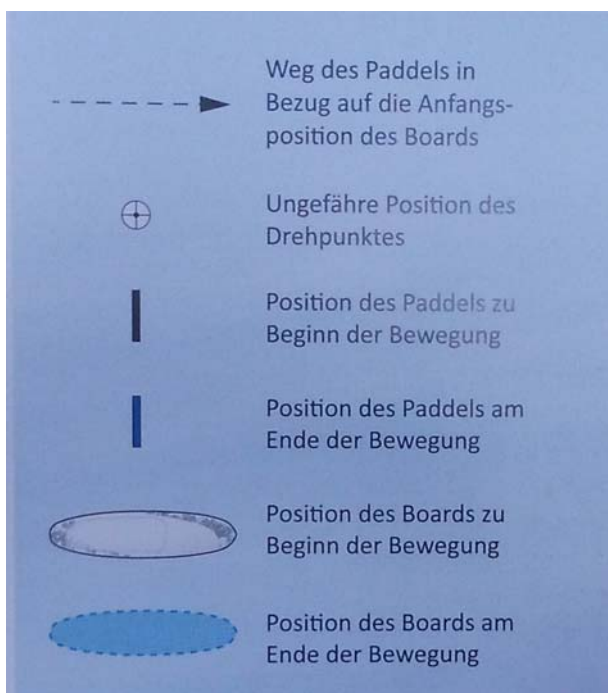 Weg des Paddels in
Bezug auf die Anfangs-
position des Boards
Ungefähre Position des
Drehpunktes
Position des Paddels zu
Beginn der Bewegung
Position des Paddels am
Ende der Bewegung
Position des Boards zu
Beginn der Bewegung
Position des Boards am
Ende der Bewegung